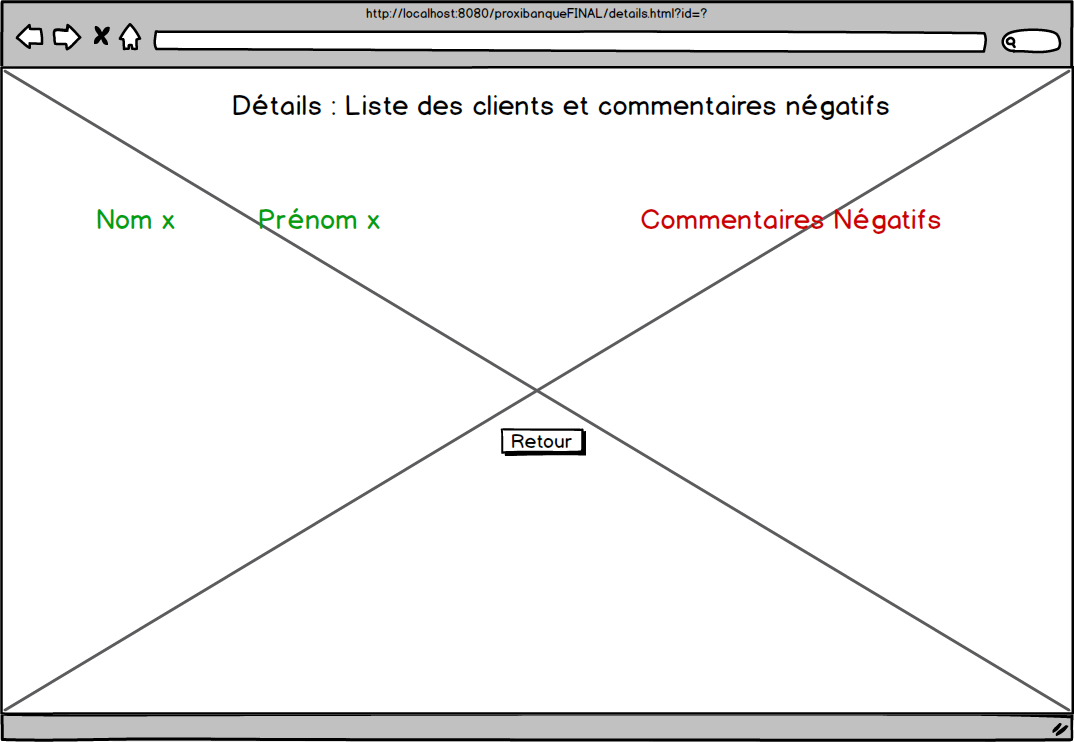 http://localhost:8080/proxibanqueFINAL/details.html?id=?
Détails : Liste des clients et commentaires négatifs
Nom x Prénom x Commentaires Négatifs
Retour